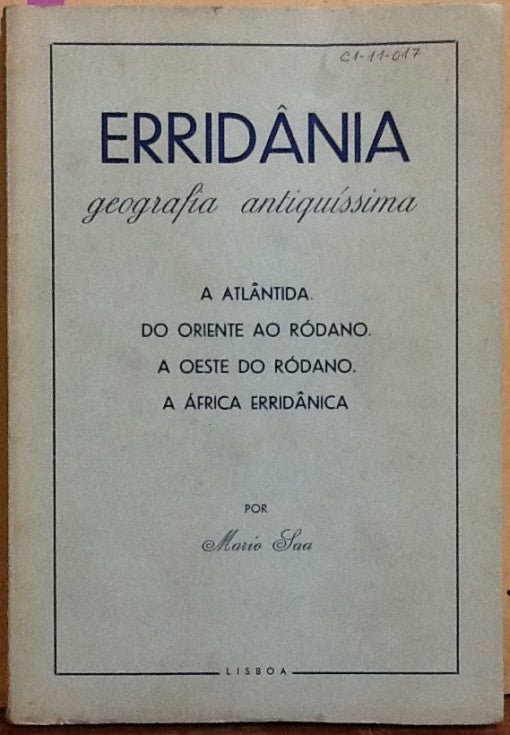 C1-11-017
ERRIDÂNIA
geografia antiquíssima
A ATLÂNTIDA.
DO ORIENTE AO RÓDANO.
A OESTE DO RÓDANO.
A ÁFRICA ERRIDÂNICA
POR
Mario Saa
LISBOA